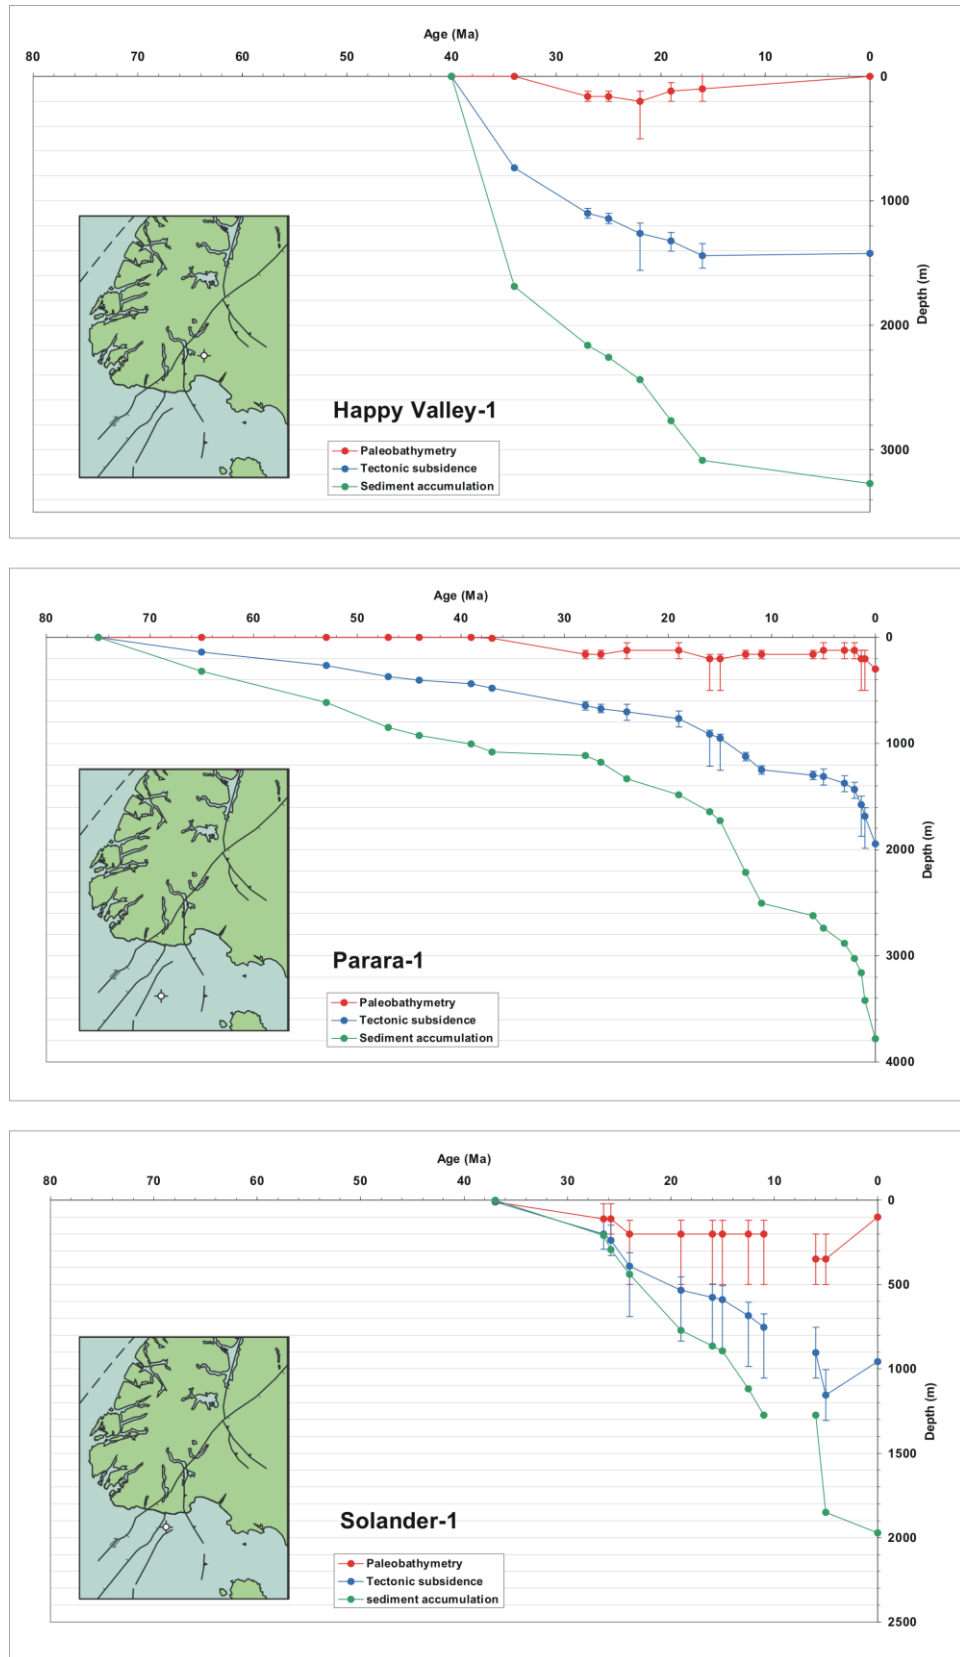 Age (Ma)
80 70 60 50 40 30 20 10 0
0
1000
2000
3000
Depth (m)
Happy Valley-1
Paleobathymetry
Tectonic subsidence
Sediment accumulation
Age (Ma)
80 70 60 50 40 30 20 10 0
0
1000
2000
3000
4000
Depth (m)
Parara-1
Paleobathymetry
Tectonic subsidence
Sediment accumulation
Age (Ma)
80 70 60 50 40 30 20 10 0
0
500
1000
1500
2000
2500
Depth (m)
Solander-1
Paleobathymetry
Tectonic subsidence
sediment accumulation